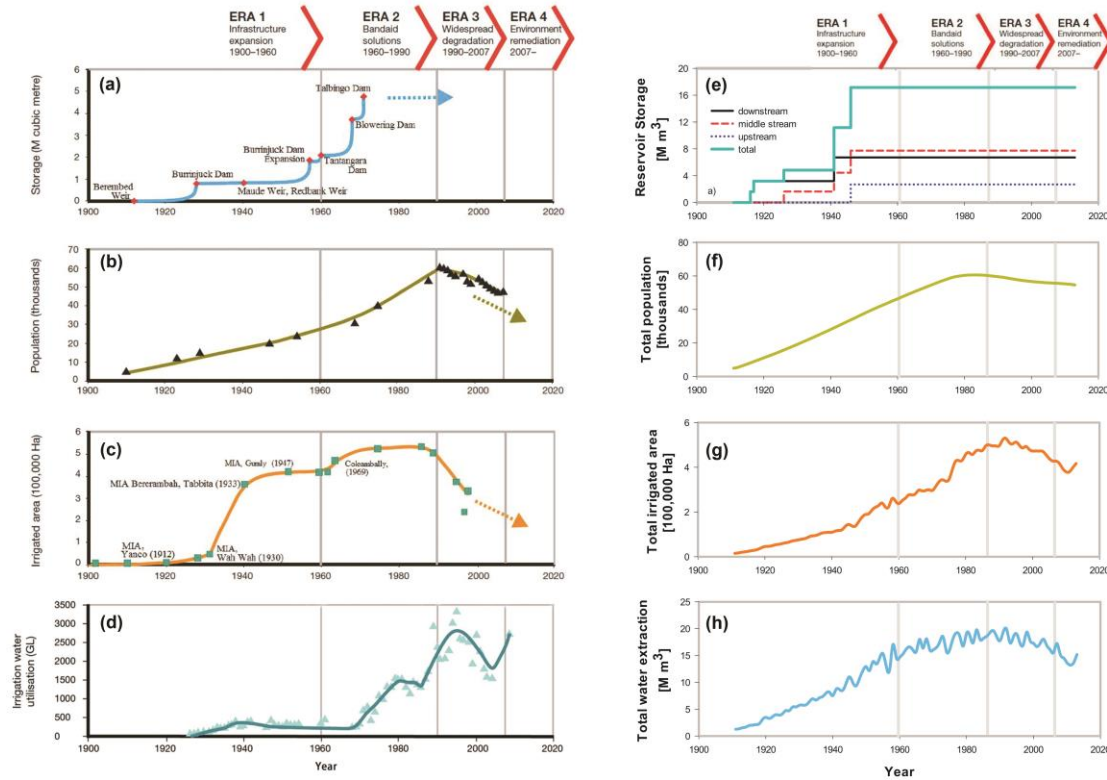 ERA 1
Infrastructure
expansion
1900–1960
ERA 2
Bandaid
solutions
1960–1990
ERA 3
Widespread
degradation
1990–2007
ERA 4
Environment
remediation
2007–
Storage (M cubic metre)
6
5
4
3
2
1
0
(a)
Berembed
Weir
Burrinjuck Dam
Maude Weir, Redbank Weir
Burrinjuck Dam
Expansion
Tantangara
Dam
Blowering Dam
Talbingo Dam
1900 1920 1940 1960 1980 2000 2020
Population (thousands)
70
60
50
40
30
20
10
0
(b)
1900 1920 1940 1960 1980 2000 2020
Irrigated area (100,000 Ha)
6
5
4
3
2
1
0
(c)
MIA,
Yanco (1912)
MIA,
Wah Wah (1930)
MIA Bererambah, Tabbita (1933)
MIA, Gumly (1947)
Coleambally,
(1969)
1900 1920 1940 1960 1980 2000 2020
Irrigation water
utilisation (GL)
3500
3000
2500
2000
1500
1000
500
0
(d)
1900 1920 1940 1960 1980 2000 2020
Year
ERA 1
Infrastructure
expansion
1900–1960
ERA 2
Bandaid
solutions
1960–1990
ERA 3
Widespread
degradation
1990–2007
ERA 4
Environment
remediation
2007–
Reservoir Storage
[M m³]
20
16
12
8
4
0
(e)
downstream
middle stream
upstream
total
a)
1900 1920 1940 1960 1980 2000 2020
Total population
[thousands]
80
60
40
20
0
(f)
1900 1920 1940 1960 1980 2000 2020
Total irrigated area
[100,000 Ha]
6
4
2
0
(g)
1900 1920 1940 1960 1980 2000 2020
Total water extraction
[M m³]
25
20
15
10
5
0
(h)
1900 1920 1940 1960 1980 2000 2020
Year